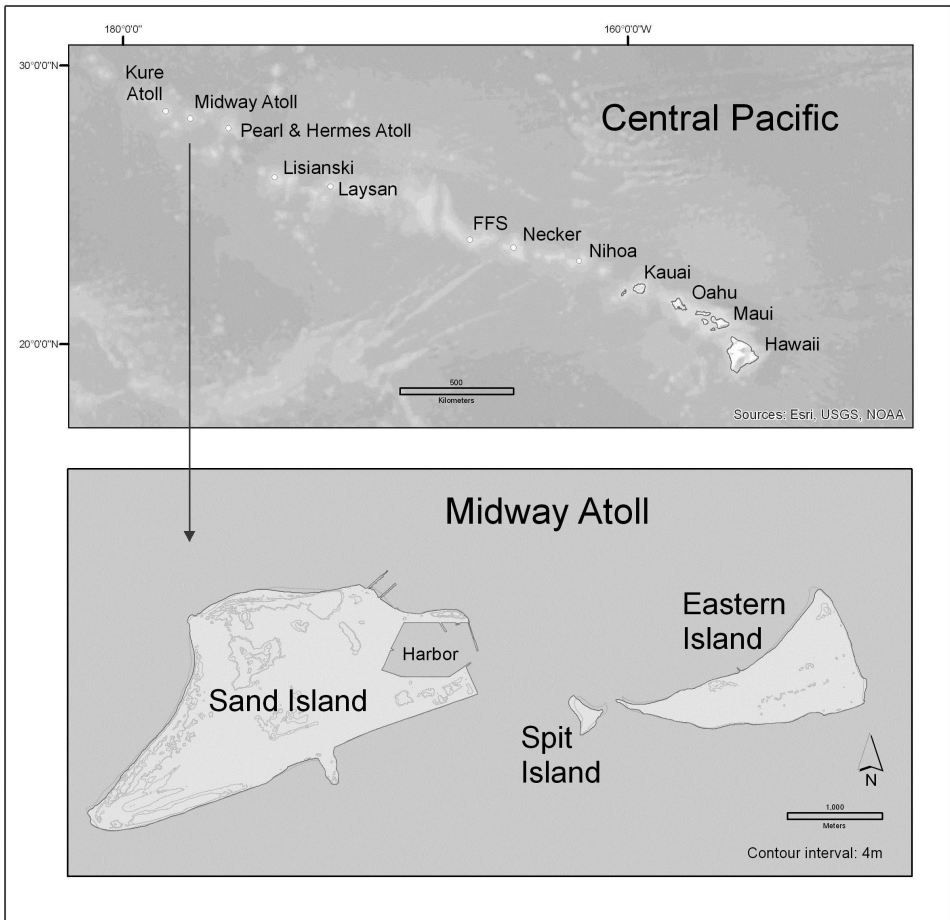 180°0'0"
160°0'0"W
30°0'0"N
Kure
Atoll
Midway Atoll
Pearl & Hermes Atoll
Central Pacific
Lisianski
Laysan
FFS
Necker
Nihoa
Kauai
Oahu
Maui
20°0'0"N
Hawaii
500
Kilometers
Sources: Esri, USGS, NOAA
Midway Atoll
Eastern
Island
Harbor
Sand Island
Spit
Island
N
1,000
Meters
Contour interval: 4m